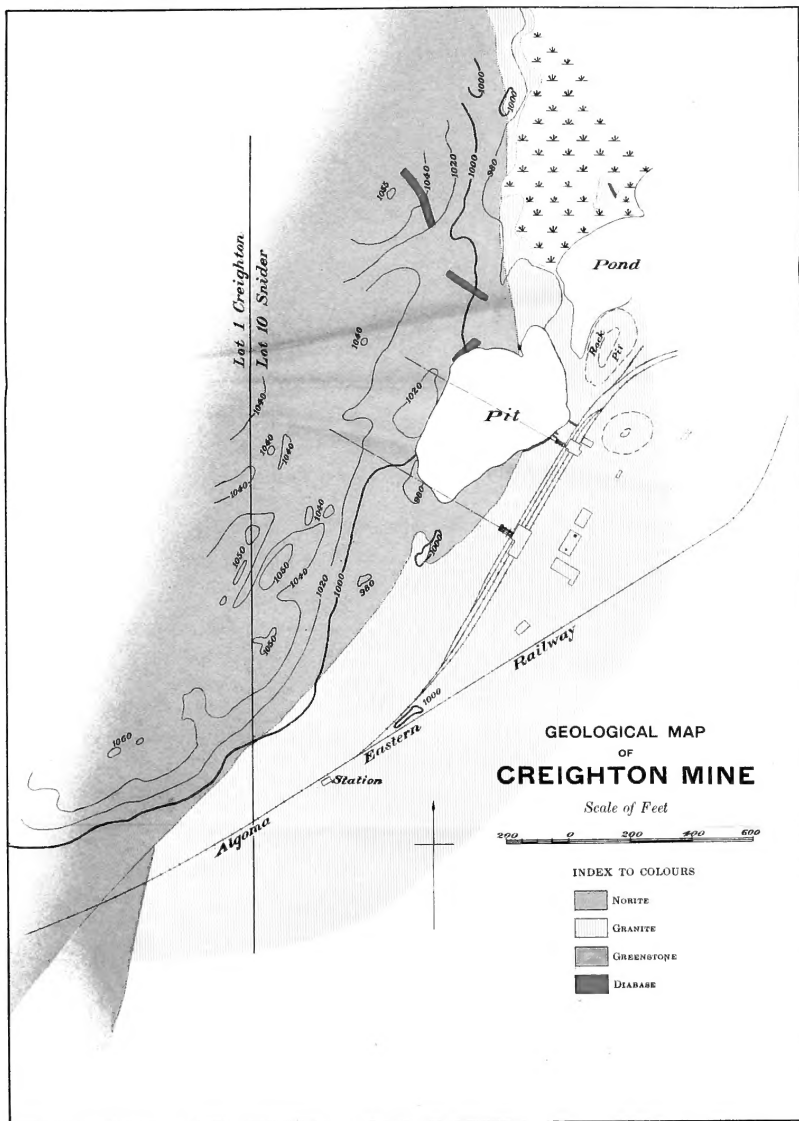 1000
1000
1040
1020
1000
980
1085
Pond
Lot 1 Creighton
Lot 10 Snider
1040
Rock
Pit
1020
Pit
1040
1040
1040
1040
980
1040
1000
1050
1050
1040
1020
1000
980
1050
Railway
1000
Eastern
1060
Station
Algoma
GEOLOGICAL MAP
OF
CREIGHTON MINE
Scale of Feet
200 0 200 400 600
INDEX TO COLOURS
NORITE
GRANITE
GREENSTONE
DIABASE